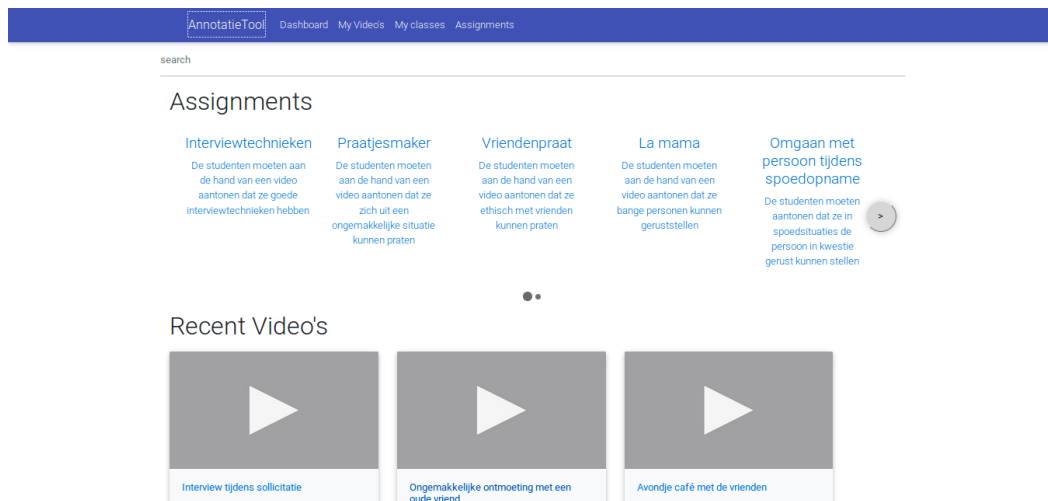 AnnotatieTool Dashboard My Video's My classes Assignments
search
Assignments
Interviewtechnieken
De studenten moeten aan
de hand van een video
aantonen dat ze goede
interviewtechnieken hebben
Praatjesmaker
De studenten moeten
aan de hand van een
video aantonen dat ze
zich uit een
ongemakkelijke situatie
kunnen praten
Vriendenpraat
De studenten moeten
aan de hand van een
video aantonen dat ze
ethisch met vrienden
kunnen praten
La mama
De studenten moeten
aan de hand van een
video aantonen dat ze
bange personen kunnen
geruststellen
Omgaan met
persoon tijdens
spoedopname
De studenten moeten
aantonen dat ze in
spoedsituaties de
persoon in kwestie
gerust kunnen stellen
>
Recent Video's
Interview tijdens sollicitatie
Ongemakkelijke ontmoeting met een
oude vriend
Avondje café met de vrienden